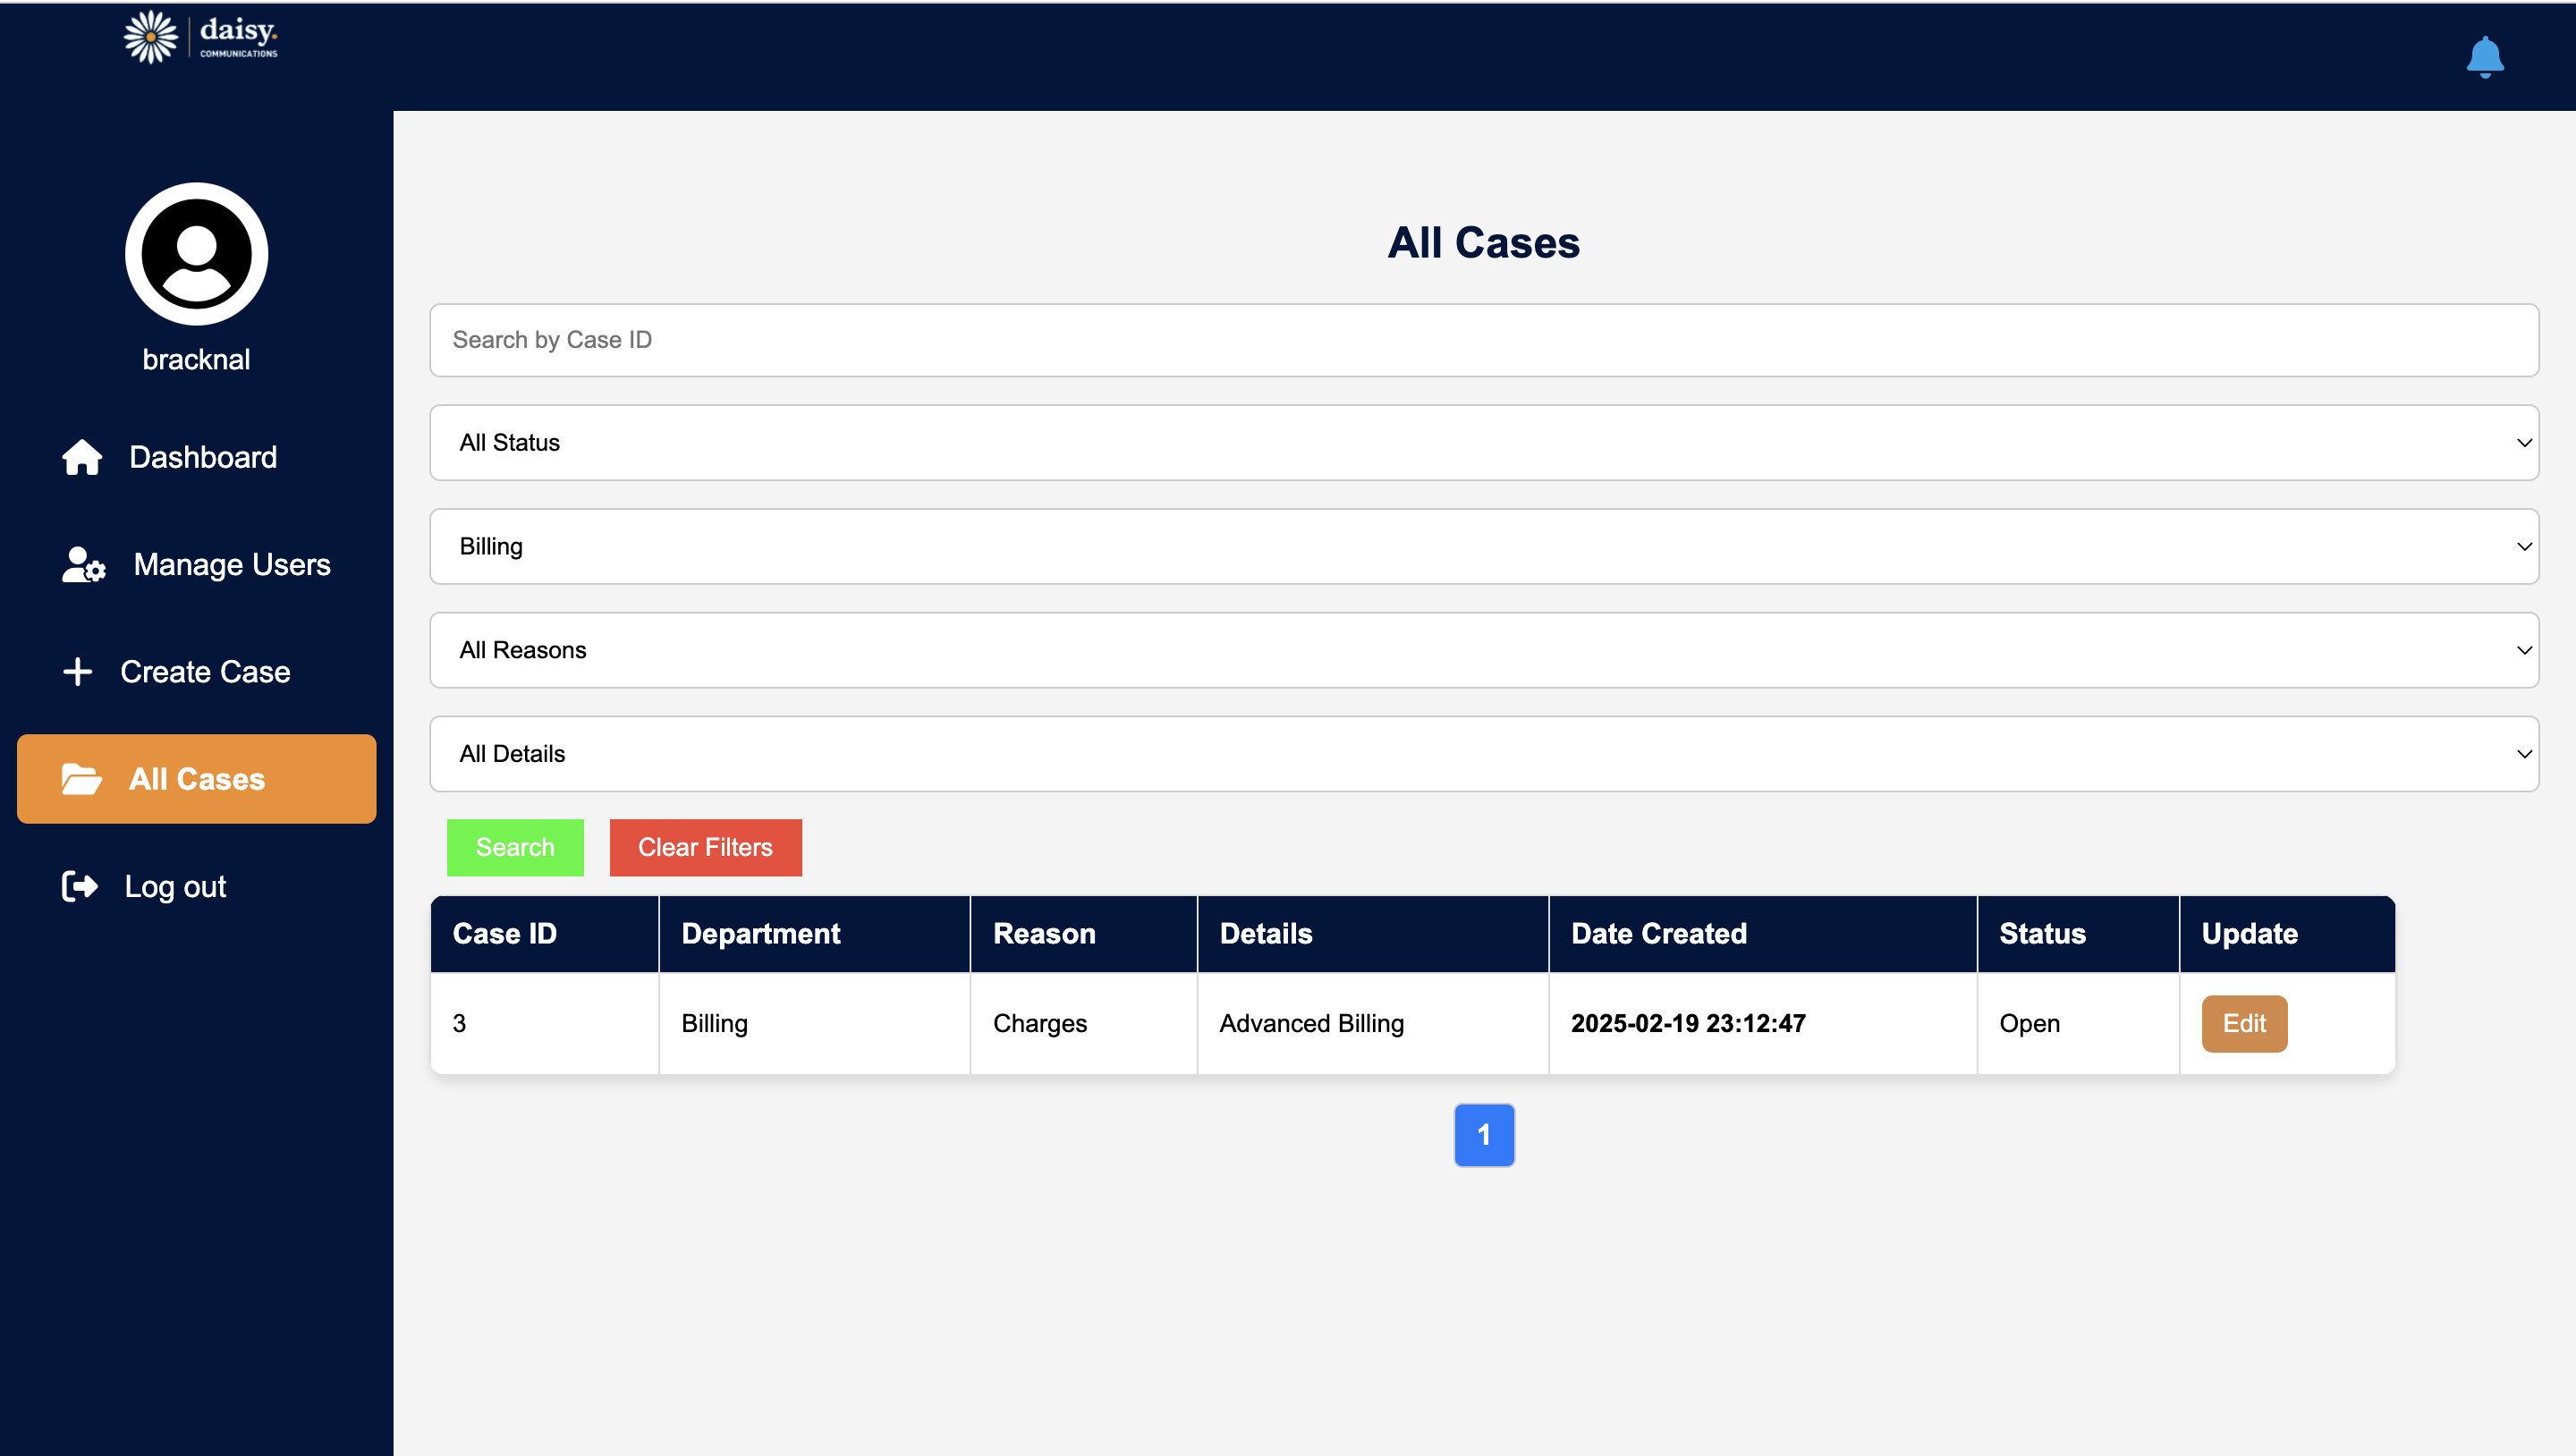 daisy.
COMMUNICATIONS
bracknal
Dashboard
Manage Users
Create Case
All Cases
Log out
All Cases
Search by Case ID
All Status
Billing
All Reasons
All Details
Search Clear Filters
Case ID Department Reason Details Date Created Status Update
3 Billing Charges Advanced Billing 2025-02-19 23:12:47 Open Edit
1